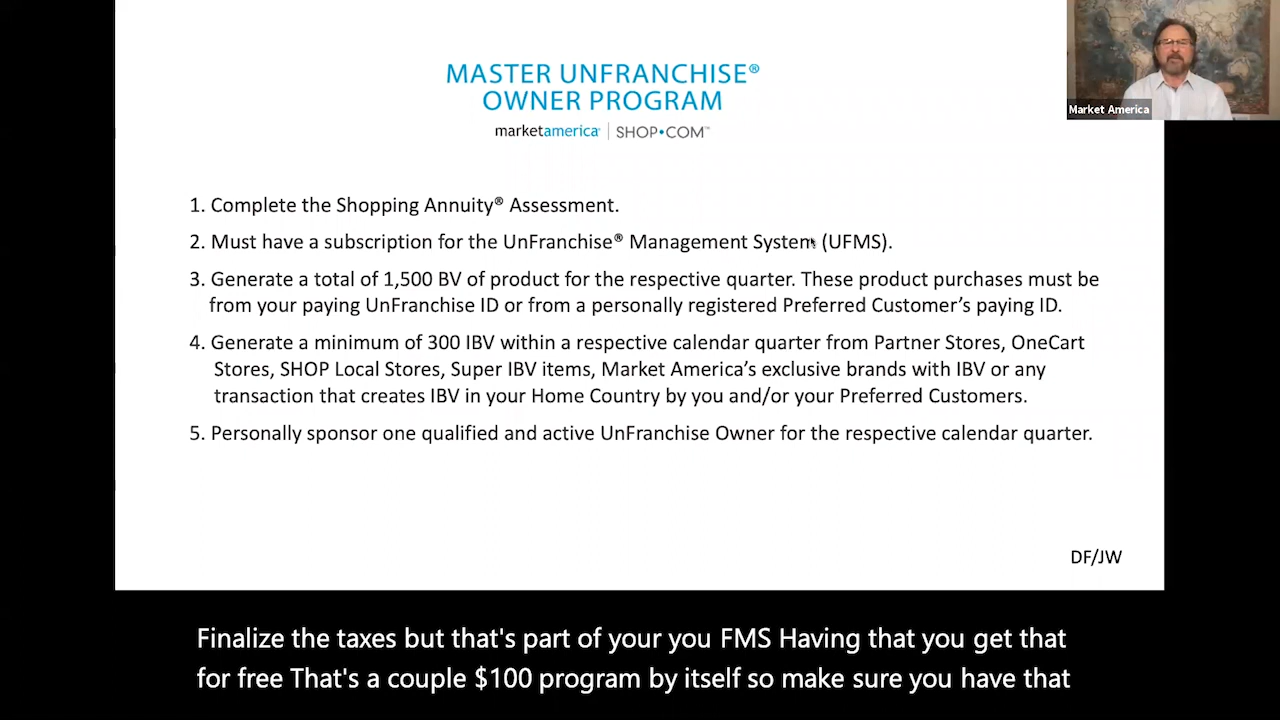 MASTER UNFRANCHISE®
OWNER PROGRAM
marketamerica® | SHOP•COM™
Market America
1. Complete the Shopping Annuity® Assessment.
2. Must have a subscription for the UnFranchise® Management System (UFMS).
3. Generate a total of 1,500 BV of product for the respective quarter. These product purchases must be
from your paying UnFranchise ID or from a personally registered Preferred Customer’s paying ID.
4. Generate a minimum of 300 IBV within a respective calendar quarter from Partner Stores, OneCart
Stores, SHOP Local Stores, Super IBV items, Market America’s exclusive brands with IBV or any
transaction that creates IBV in your Home Country by you and/or your Preferred Customers.
5. Personally sponsor one qualified and active UnFranchise Owner for the respective calendar quarter.
DF/JW
Finalize the taxes but that's part of your you FMS Having that you get that
for free That's a couple $100 program by itself so make sure you have that